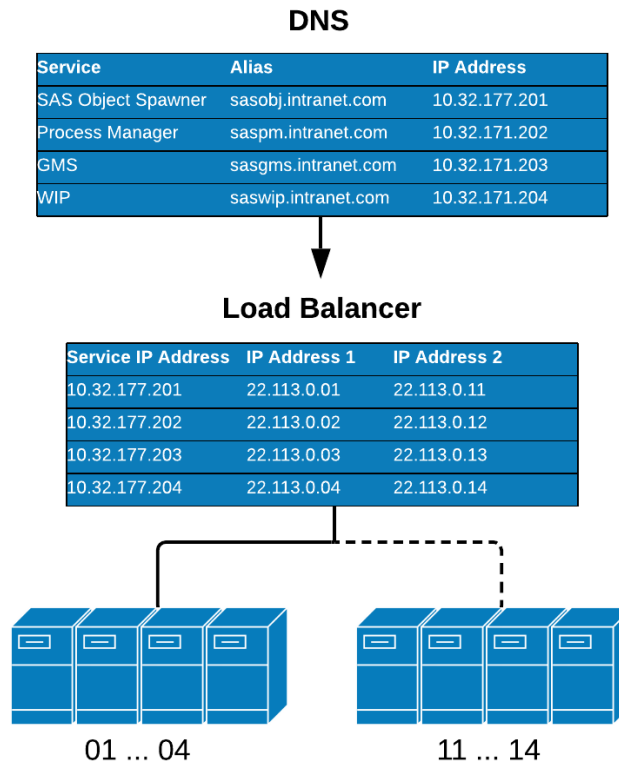 DNS
Service Alias IP Address
SAS Object Spawner sasobj.intranet.com 10.32.177.201
Process Manager saspm.intranet.com 10.32.171.202
GMS sasgms.intranet.com 10.32.171.203
WIP saswip.intranet.com 10.32.171.204
Load Balancer
Service IP Address IP Address 1 IP Address 2
10.32.177.201 22.113.0.01 22.113.0.11
10.32.177.202 22.113.0.02 22.113.0.12
10.32.177.203 22.113.0.03 22.113.0.13
10.32.177.204 22.113.0.04 22.113.0.14
01 ... 04 11 ... 14